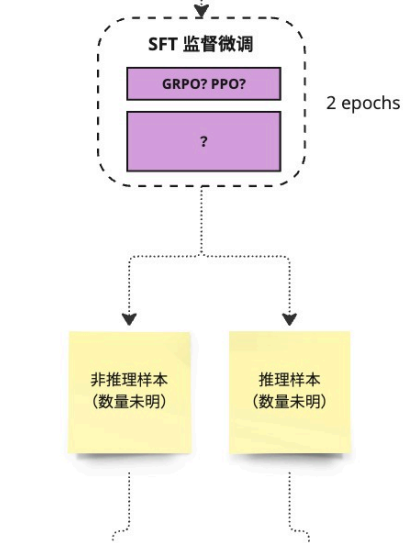 SFT 监督微调
GRPO? PPO?
2 epochs
?
非推理样本
（数量未明）
推理样本
（数量未明）